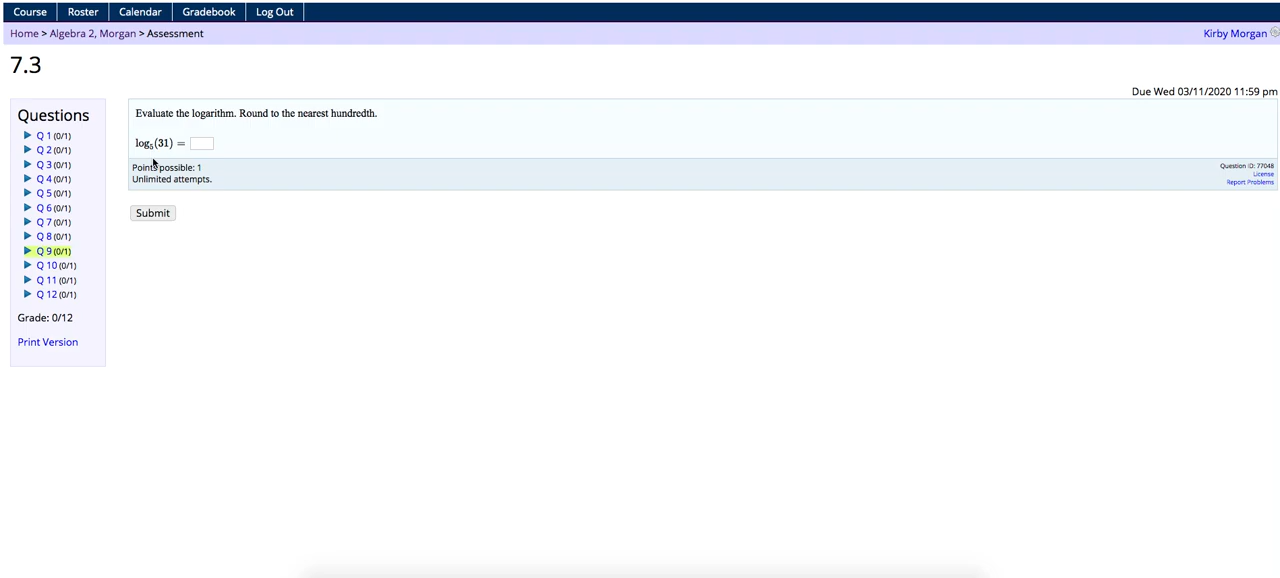 Course Roster Calendar Gradebook Log Out
Home > Algebra 2, Morgan > Assessment
Kirby Morgan
7.3
Due Wed 03/11/2020 11:59 pm
Questions
Q 1 (0/1)
Q 2 (0/1)
Q 3 (0/1)
Q 4 (0/1)
Q 5 (0/1)
Q 6 (0/1)
Q 7 (0/1)
Q 8 (0/1)
Q 9 (0/1)
Q 10 (0/1)
Q 11 (0/1)
Q 12 (0/1)
Grade: 0/12
Print Version
Evaluate the logarithm. Round to the nearest hundredth.
log₅(31) =
Points possible: 1
Unlimited attempts.
Question ID: 77048
License
Report Problems
Submit